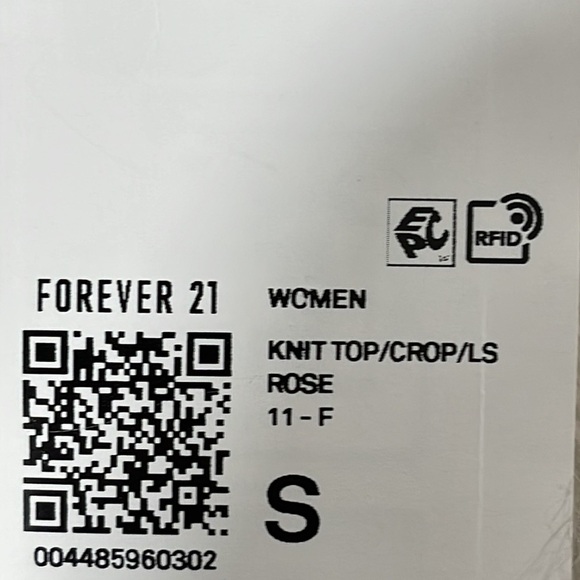 EPC
RFID
FOREVER 21
WOMEN
KNIT TOP/CROP/LS
ROSE
11 - F
S
004485960302